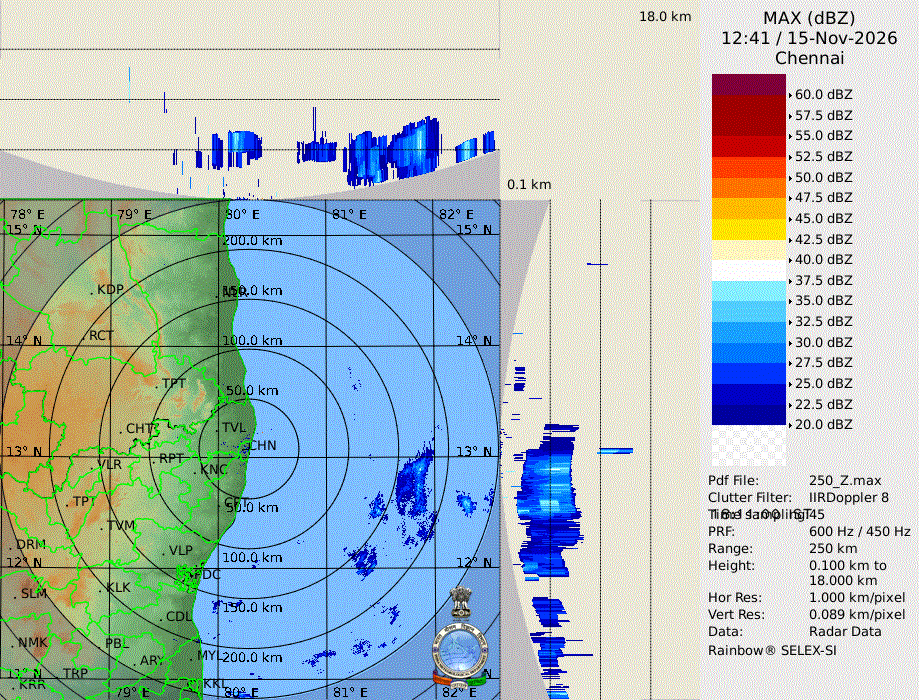 18.0 km
0.1 km
MAX (dBZ)
12:41 / 15-Nov-2026
Chennai
60.0 dBZ
57.5 dBZ
55.0 dBZ
52.5 dBZ
50.0 dBZ
47.5 dBZ
45.0 dBZ
42.5 dBZ
40.0 dBZ
37.5 dBZ
35.0 dBZ
32.5 dBZ
30.0 dBZ
27.5 dBZ
25.0 dBZ
22.5 dBZ
20.0 dBZ
Pdf File: 250_Z.max
Clutter Filter: IIRDoppler 8
Time sampling: 45
PRF: 600 Hz / 450 Hz
Range: 250 km
Height: 0.100 km to
18.000 km
Hor Res: 1.000 km/pixel
Vert Res: 0.089 km/pixel
Data: Radar Data
Rainbow® SELEX-SI
78° E 79° E 80° E 81° E 82° E
15° N 15° N
200.0 km
KDP
150.0 km
RCT
14° N 100.0 km 14° N
TPT
50.0 km
CHT TVL
CHN
13° N 13° N
VLR RPT KNC
TPT
50.0 km
TVM
DRM VLP
100.0 km
12° N PDC 12° N
SLM KLK
150.0 km
CDL
NMK PBL
ARY MYL 200.0 km
TRP
KRR KKL
11° N
79° E 80° E 81° E 82° E